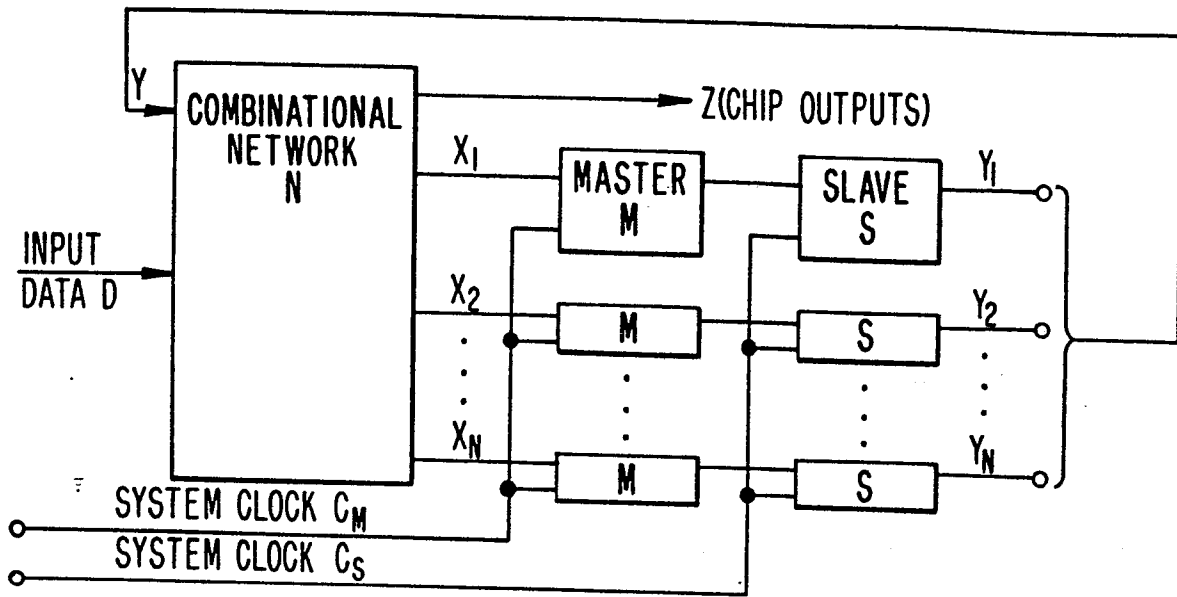 Y
COMBINATIONAL
NETWORK
N
Z(CHIP OUTPUTS)
X1
MASTER
M
SLAVE
S
Y1
INPUT
DATA D
X2
M
S
Y2
XN
M
S
YN
SYSTEM CLOCK CM
SYSTEM CLOCK CS